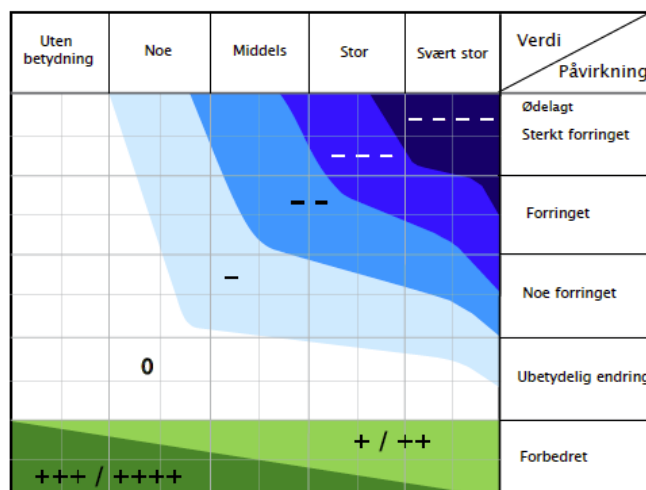 Uten
betydning
Noe
Middels
Stor
Svært stor
Verdi
Påvirkning
Ødelagt
Sterkt forringet
Forringet
Noe forringet
Ubetydelig endring
Forbedret
– – – –
– – –
– –
–
0
+ / ++
+++ / ++++